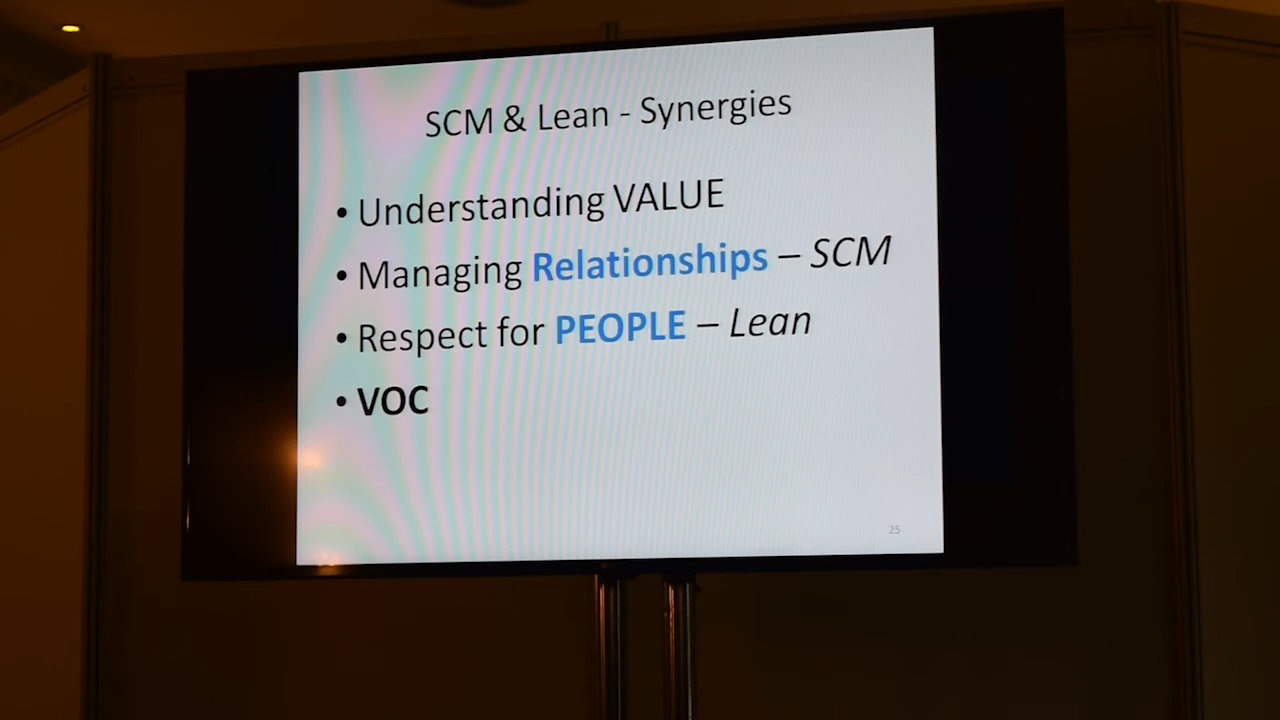 SCM & Lean - Synergies
• Understanding VALUE
• Managing Relationships – SCM
• Respect for PEOPLE – Lean
• VOC
25